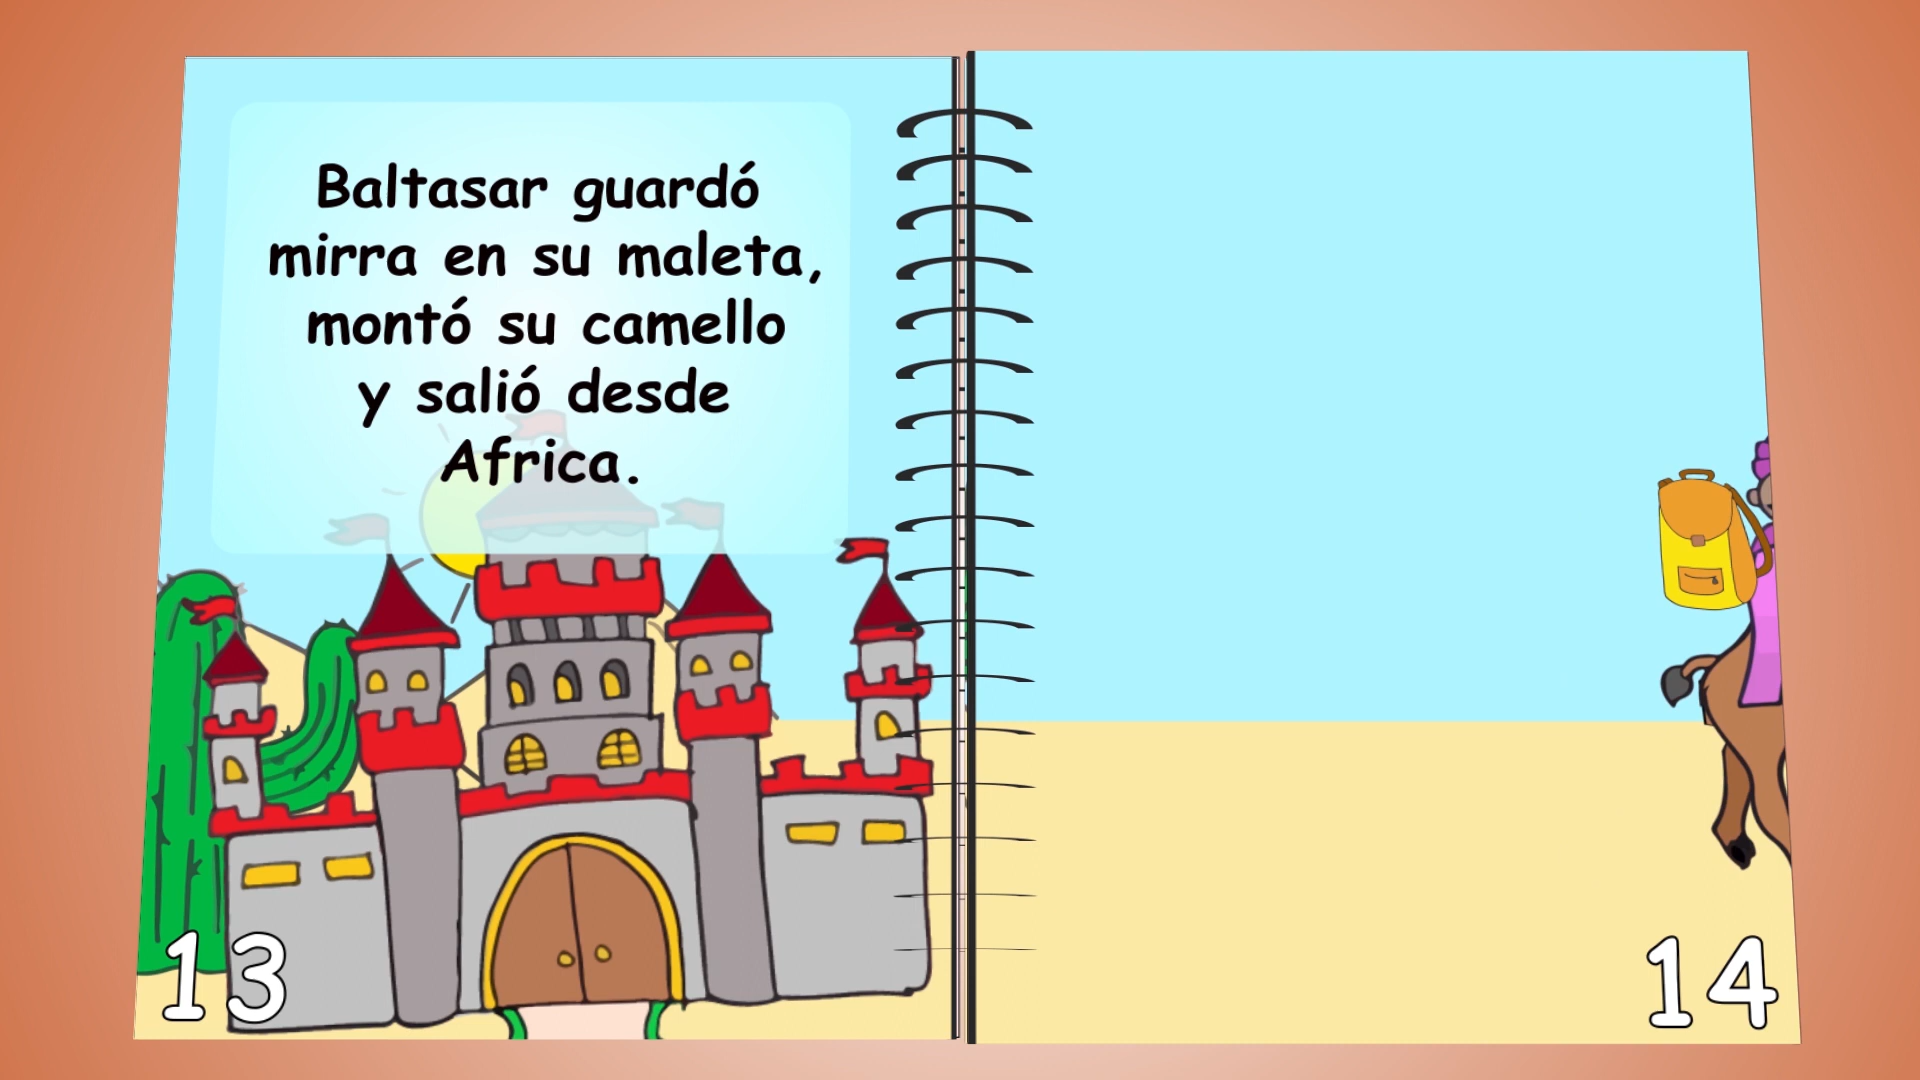 Baltasar guardó
mirra en su maleta,
montó su camello
y salió desde
Africa.
13
14